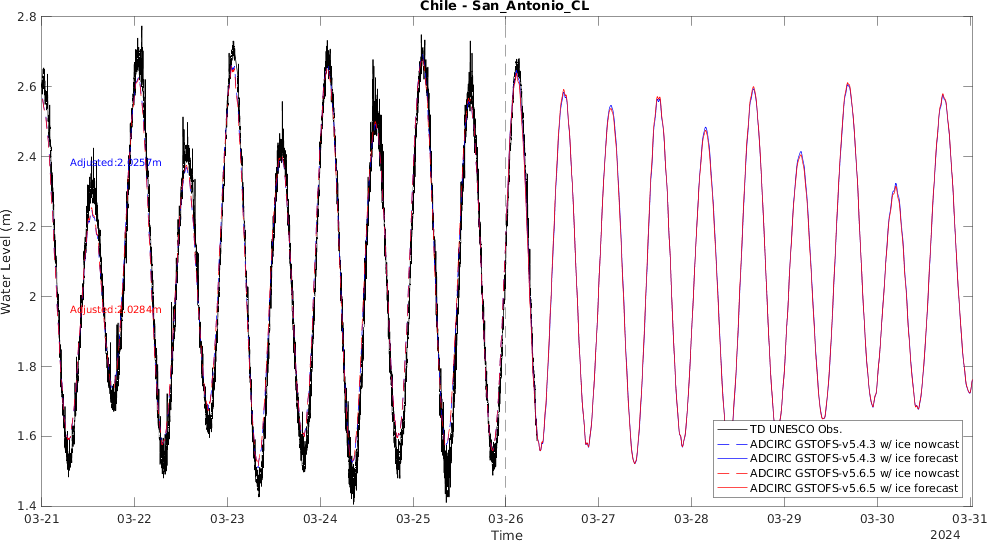 Chile - San_Antonio_CL
2.8
2.6
2.4
2.2
2
1.8
1.6
1.4
Water Level (m)
Adjusted:2.0257m
Adjusted:2.0284m
TD UNESCO Obs.
ADCIRC GSTOFS-v5.4.3 w/ ice nowcast
ADCIRC GSTOFS-v5.4.3 w/ ice forecast
ADCIRC GSTOFS-v5.6.5 w/ ice nowcast
ADCIRC GSTOFS-v5.6.5 w/ ice forecast
03-21 03-22 03-23 03-24 03-25 03-26 03-27 03-28 03-29 03-30 03-31
Time
2024